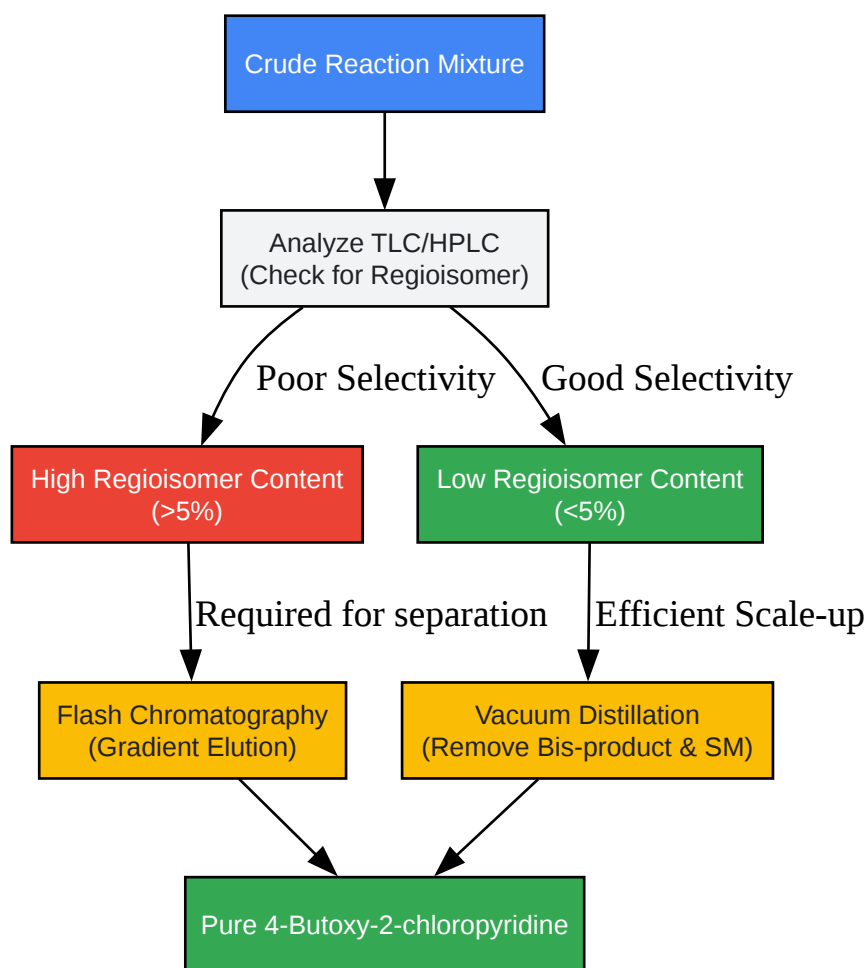 Crude Reaction Mixture
Analyze TLC/HPLC
(Check for Regioisomer)
Poor Selectivity
Good Selectivity
High Regioisomer Content
(>5%)
Low Regioisomer Content
(<5%)
Required for separation
Efficient Scale-up
Flash Chromatography
(Gradient Elution)
Vacuum Distillation
(Remove Bis-product & SM)
Pure 4-Butoxy-2-chloropyridine